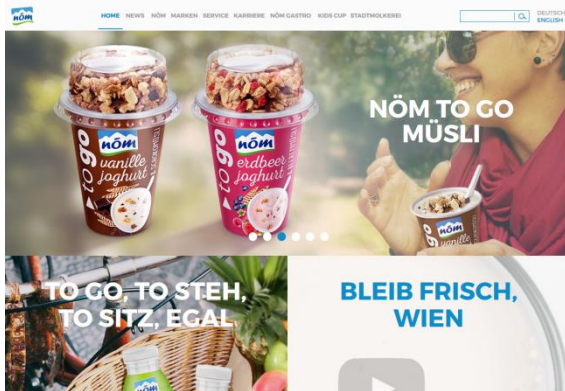 nöm
HOME NEWS NÖM MARKEN SERVICE KARRIERE NÖM GASTRO KIDS CUP STADTMOLKEREI
DEUTSCH
ENGLISH
NÖM TO GO
MÜSLI
nöm
to go
vanille
joghurt
nöm
to go
erdbeer
joghurt
nöm
go
vanille
TO GO, TO STEH,
TO SITZ, EGAL.
nöm
BLEIB FRISCH,
WIEN